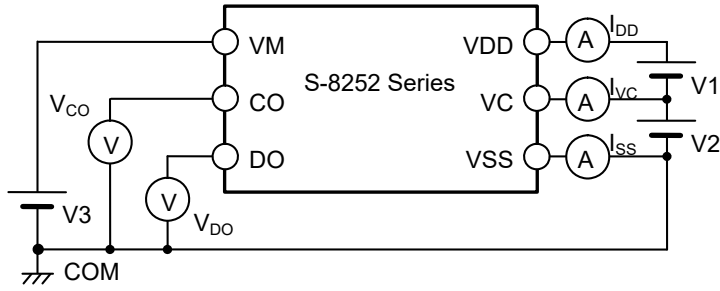 VM
VDD
A
I_DD
S-8252 Series
V1
V_CO
CO
VC
A
I_VC
V
V2
DO
VSS
A
I_SS
V
V3
V_DO
COM